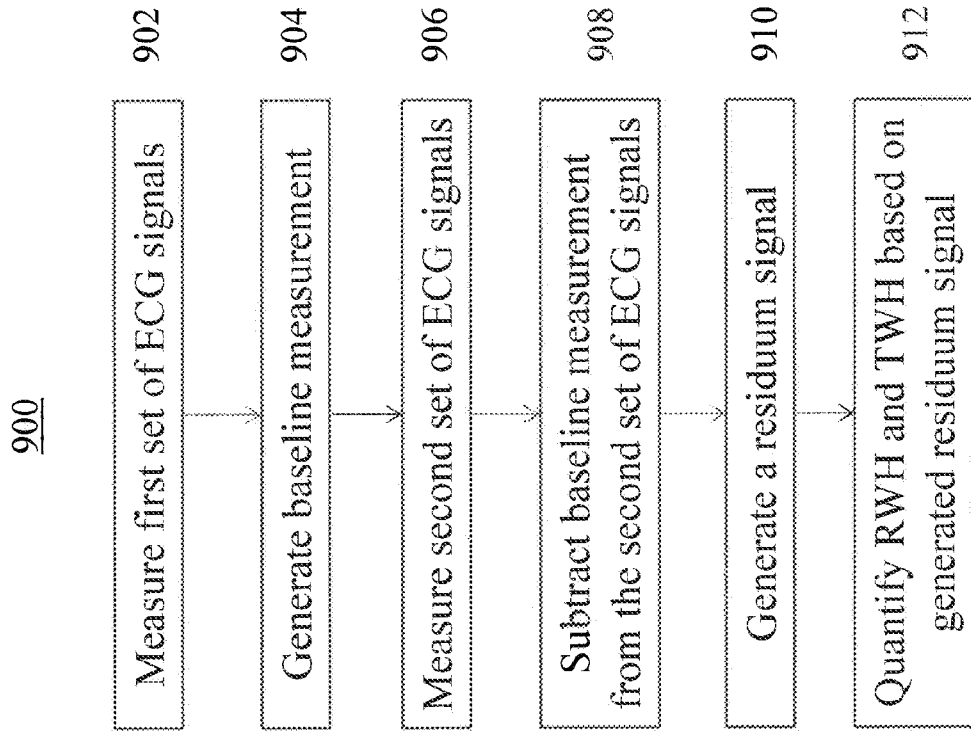 900
Measure first set of ECG signals
902
Generate baseline measurement
904
Measure second set of ECG signals
906
Subtract baseline measurement
from the second set of ECG signals
908
Generate a residuum signal
910
Quantify RWH and TWH based on
generated residuum signal
912